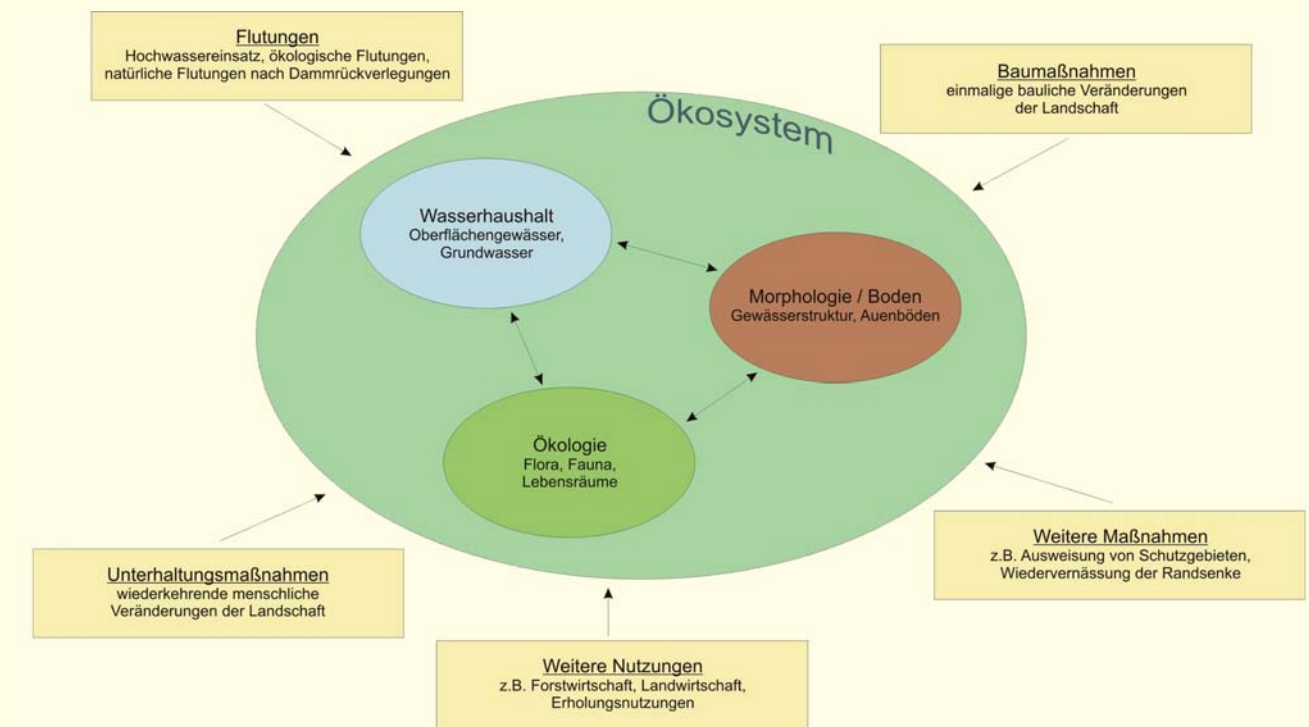 Flutungen
Hochwassereinsatz, ökologische Flutungen,
natürliche Flutungen nach Dammrückverlegungen
Baumaßnahmen
einmalige bauliche Veränderungen
der Landschaft
Ökosystem
Wasserhaushalt
Oberflächengewässer,
Grundwasser
Morphologie / Boden
Gewässerstruktur, Auenböden
Ökologie
Flora, Fauna,
Lebensräume
Weitere Maßnahmen
z.B. Ausweisung von Schutzgebieten,
Wiedervernässung der Randsenke
Unterhaltungsmaßnahmen
wiederkehrende menschliche
Veränderungen der Landschaft
Weitere Nutzungen
z.B. Forstwirtschaft, Landwirtschaft,
Erholungsnutzungen